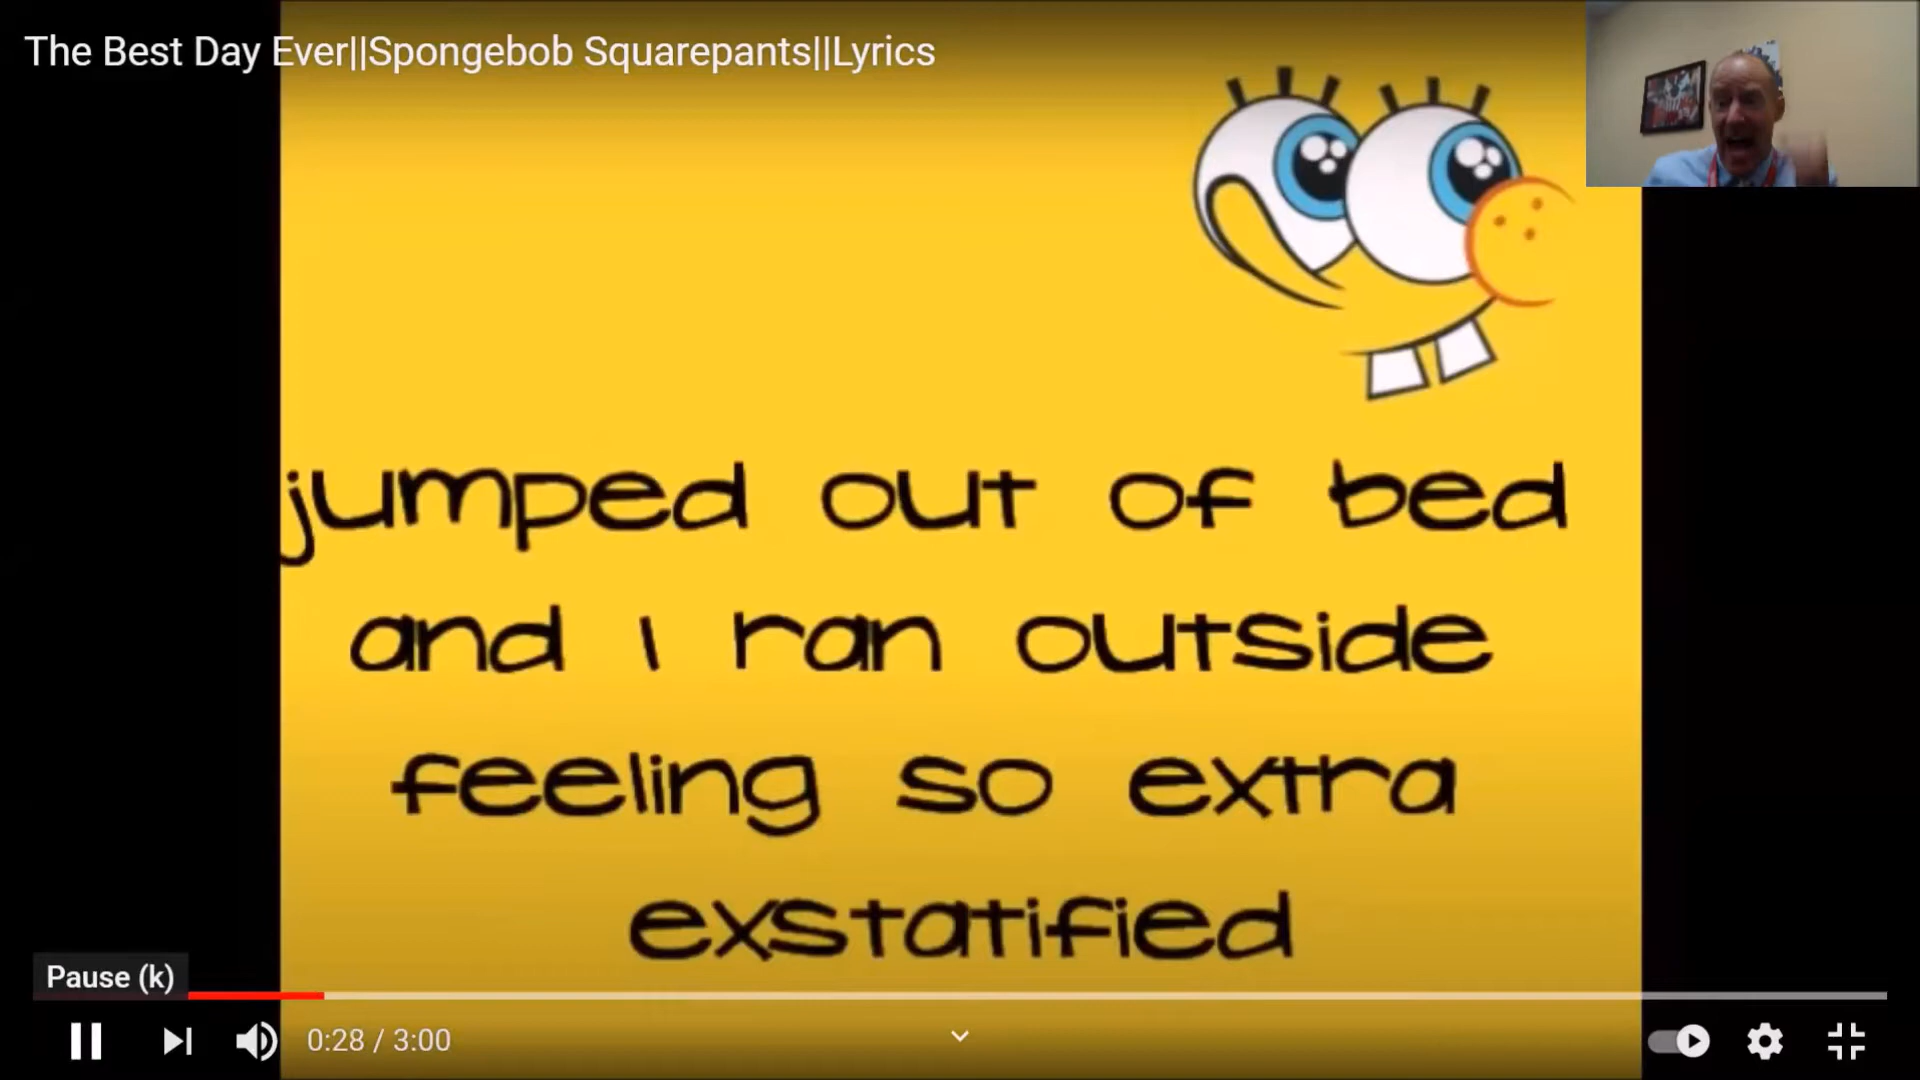 The Best Day Ever||Spongebob Squarepants||Lyrics
jumped out of bed
and I ran outside
feeling so extra
exstatified
Pause (k)
0:28 / 3:00